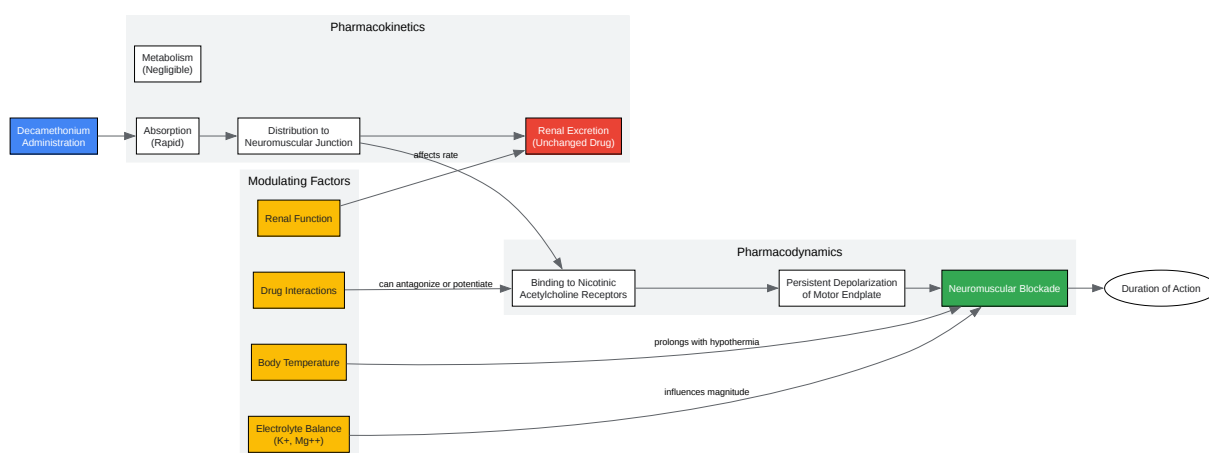 Pharmacokinetics
Metabolism
(Negligible)
Decamethonium
Administration
Absorption
(Rapid)
Distribution to
Neuromuscular Junction
Renal Excretion
(Unchanged Drug)
affects rate
Modulating Factors
Renal Function
Pharmacodynamics
Drug Interactions
can antagonize or potentiate
Binding to Nicotinic
Acetylcholine Receptors
Persistent Depolarization
of Motor Endplate
Neuromuscular Blockade
Duration of Action
Body Temperature
prolongs with hypothermia
influences magnitude
Electrolyte Balance
(K+, Mg++)